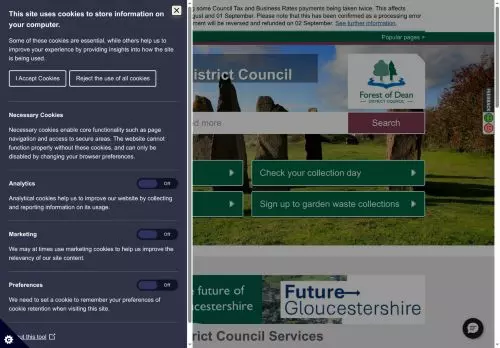 This site uses cookies to store information on
your computer.
Some of these cookies are essential, while others help us to
improve your experience by providing insights into how the site
is being used.
I Accept Cookies
Reject the use of all cookies
Necessary Cookies
Necessary cookies enable core functionality such as page
navigation and access to secure areas. The website cannot
function properly without these cookies, and can only be
disabled by changing your browser preferences.
Analytics
Off
Analytical cookies help us to improve our website by collecting
and reporting information on its usage.
Marketing
Off
We may at times use marketing cookies to help us improve the
relevancy of our site content.
Preferences
Off
We need to set a cookie to remember your preferences of
cookie retention when visiting this site.
this tool
some Council Tax and Business Rates payments being taken twice. This affects
gust and 01 September. Please note that this has been confirmed as a processing error
ment will be reversed and refunded on 02 September. See further information.
Popular pages >
istrict Council
Forest of Dean
DISTRICT COUNCIL
d more
Search
FEEDBACK
Check your collection day
Sign up to garden waste collections
e future of
ucestershire
Future
Gloucestershire
strict Council Services